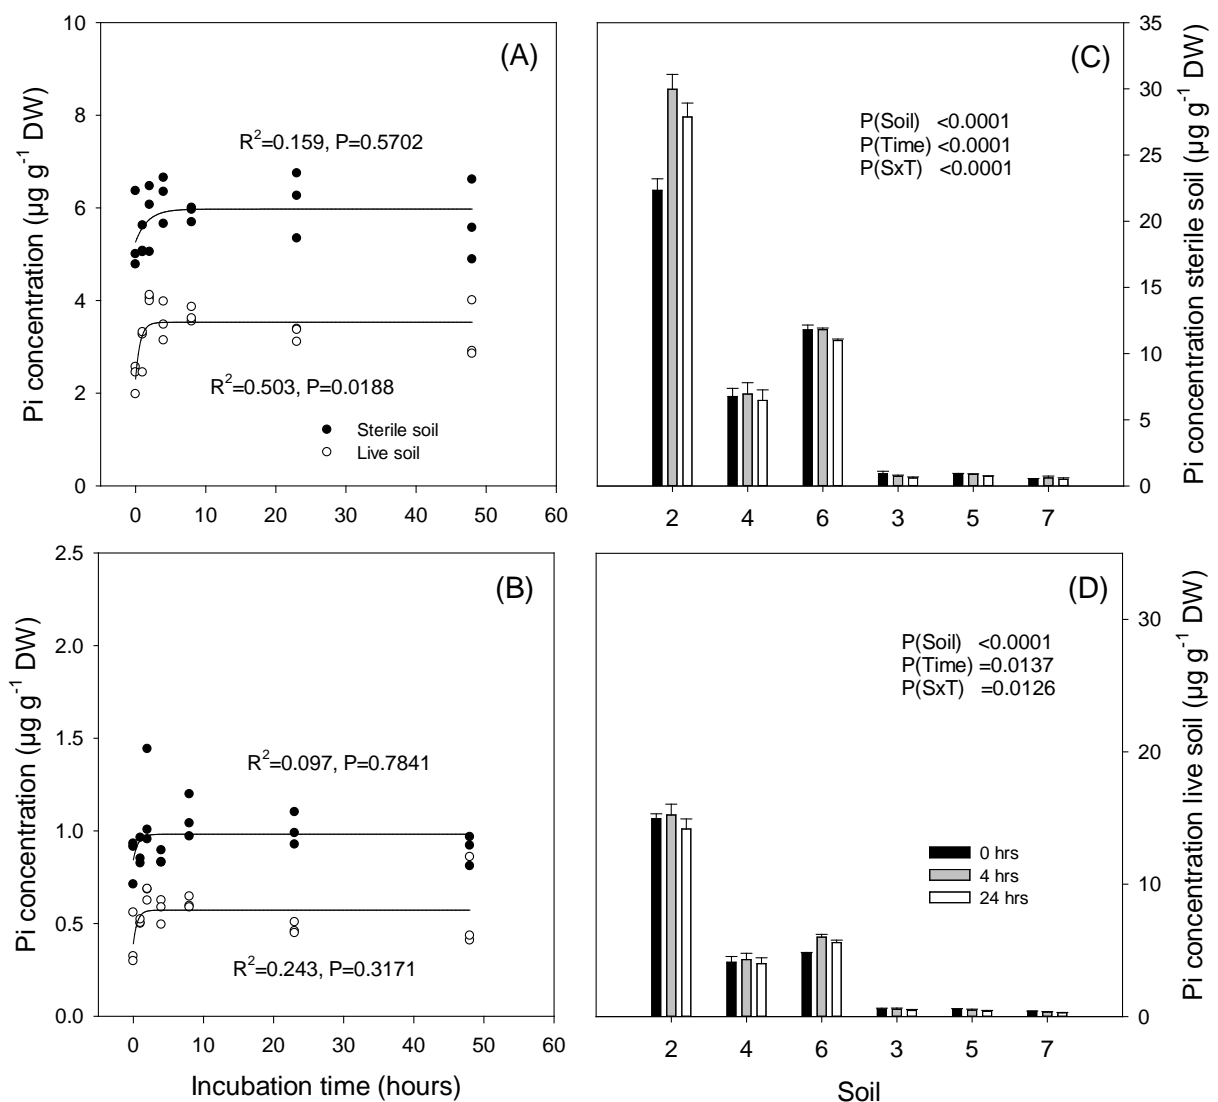 (A)
Pi concentration (µg g-1 DW)
10
8
6
4
2
0
R2=0.159, P=0.5702
R2=0.503, P=0.0188
Sterile soil
Live soil
0 10 20 30 40 50 60
(C)
P(Soil) <0.0001
P(Time) <0.0001
P(SxT) <0.0001
35
30
25
20
15
10
5
0
Pi concentration sterile soil (µg g-1 DW)
2 4 6 3 5 7
(B)
Pi concentration (µg g-1 DW)
2.5
2.0
1.5
1.0
0.5
0.0
R2=0.097, P=0.7841
R2=0.243, P=0.3171
0 10 20 30 40 50 60
Incubation time (hours)
(D)
P(Soil) <0.0001
P(Time) =0.0137
P(SxT) =0.0126
0 hrs
4 hrs
24 hrs
30
20
10
0
Pi concentration live soil (µg g-1 DW)
2 4 6 3 5 7
Soil